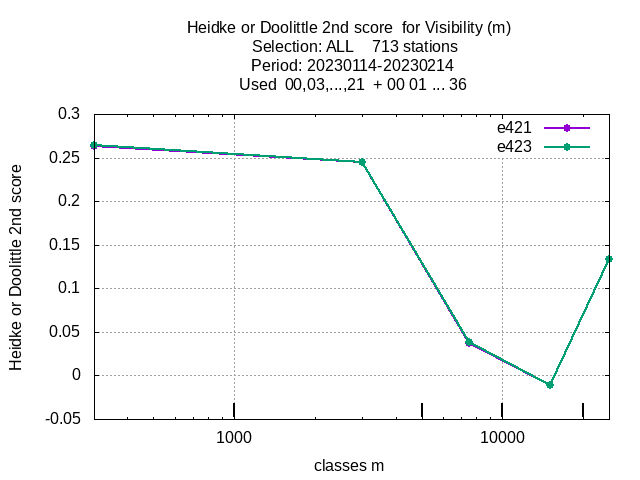 Heidke or Doolittle 2nd score  for Visibility (m)
Selection: ALL    713 stations
Period: 20230114-20230214
Used  00,03,...,21  + 00 01 ... 36
0.3
0.25
0.2
0.15
0.1
0.05
0
-0.05
Heidke or Doolittle 2nd score
e421
e423
1000
10000
classes m